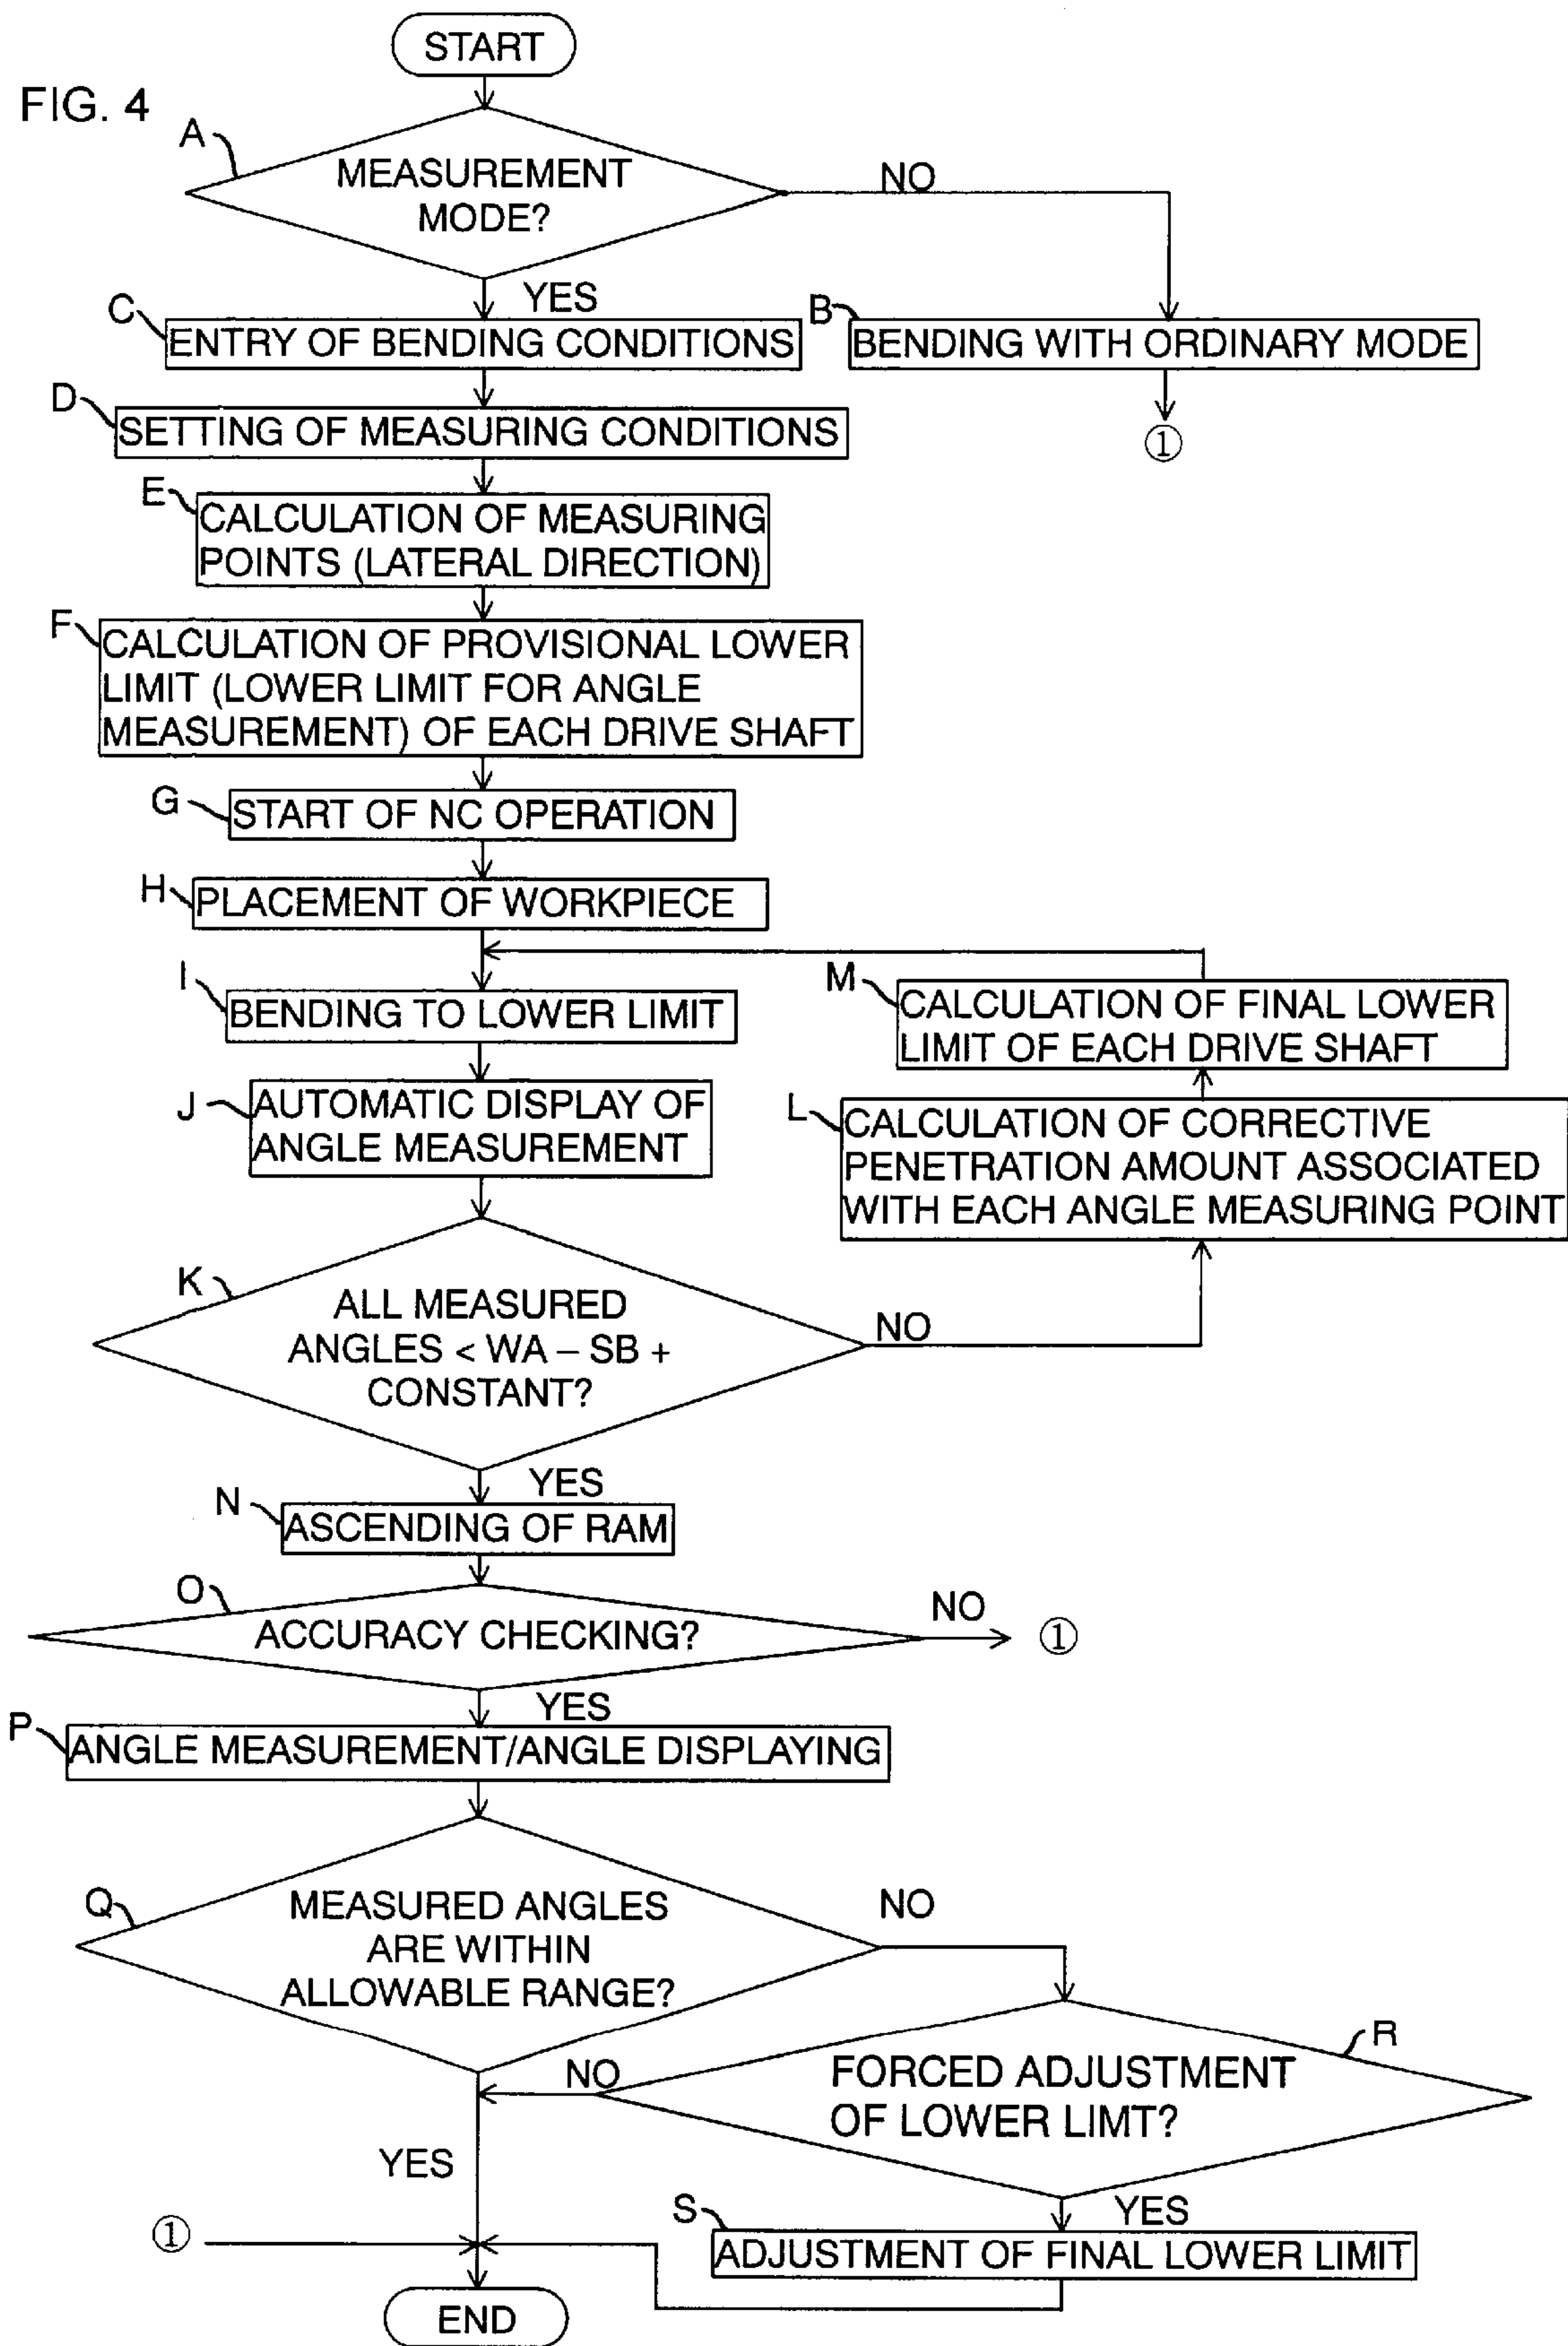 START
FIG. 4
A
MEASUREMENT
MODE?
NO
YES
C
ENTRY OF BENDING CONDITIONS
B
BENDING WITH ORDINARY MODE
①
D
SETTING OF MEASURING CONDITIONS
E
CALCULATION OF MEASURING
POINTS (LATERAL DIRECTION)
F
CALCULATION OF PROVISIONAL LOWER
LIMIT (LOWER LIMIT FOR ANGLE
MEASUREMENT) OF EACH DRIVE SHAFT
G
START OF NC OPERATION
H
PLACEMENT OF WORKPIECE
I
BENDING TO LOWER LIMIT
M
CALCULATION OF FINAL LOWER
LIMIT OF EACH DRIVE SHAFT
J
AUTOMATIC DISPLAY OF
ANGLE MEASUREMENT
L
CALCULATION OF CORRECTIVE
PENETRATION AMOUNT ASSOCIATED
WITH EACH ANGLE MEASURING POINT
K
ALL MEASURED
ANGLES < WA – SB +
CONSTANT?
NO
YES
N
ASCENDING OF RAM
O
ACCURACY CHECKING?
NO
①
YES
P
ANGLE MEASUREMENT/ANGLE DISPLAYING
Q
MEASURED ANGLES
ARE WITHIN
ALLOWABLE RANGE?
NO
R
FORCED ADJUSTMENT
OF LOWER LIMT?
NO
YES
YES
①
S
ADJUSTMENT OF FINAL LOWER LIMIT
END